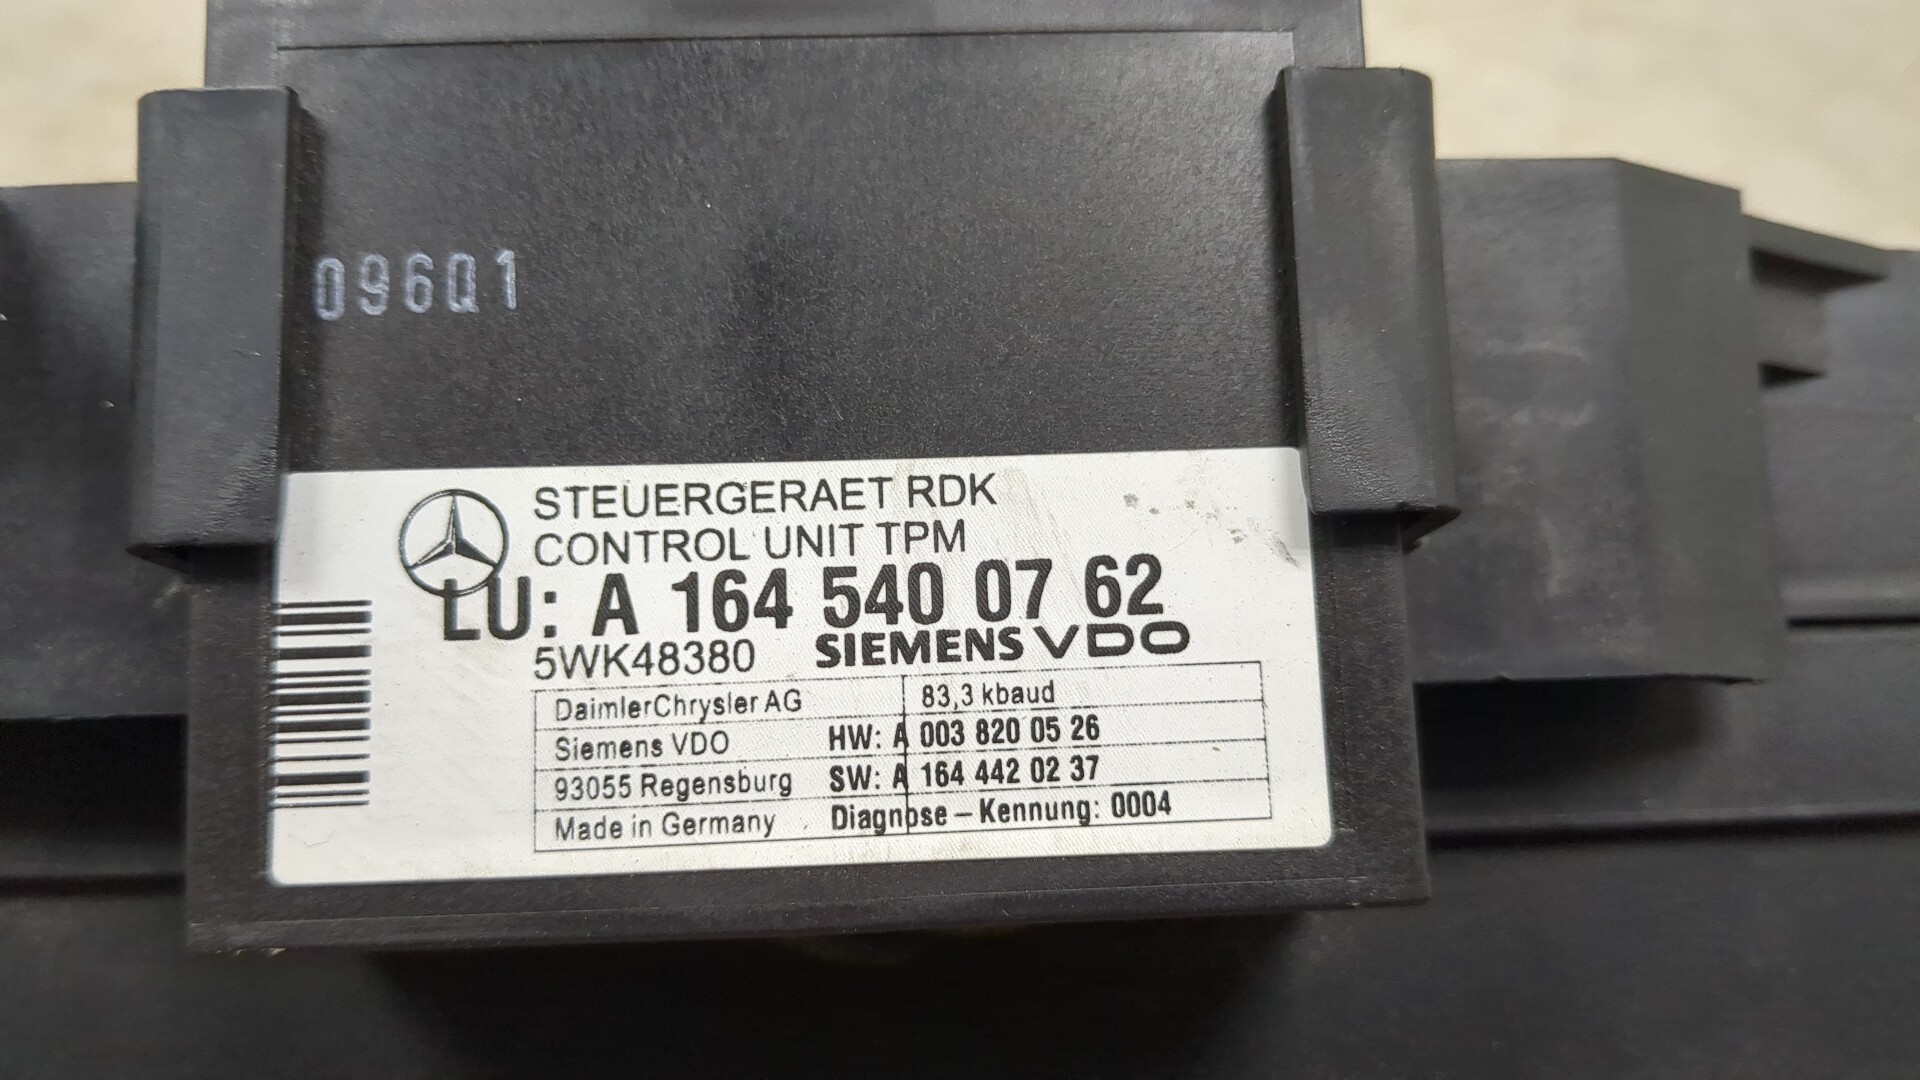 096Q1
STEUERGERAET RDK
CONTROL UNIT TPM
LU: A 164 540 07 62
5WK48380 SIEMENS VDO
DaimlerChrysler AG 83,3 kbaud
Siemens VDO HW: A 003 820 05 26
93055 Regensburg SW: A 164 442 02 37
Made in Germany Diagnose - Kennung: 0004